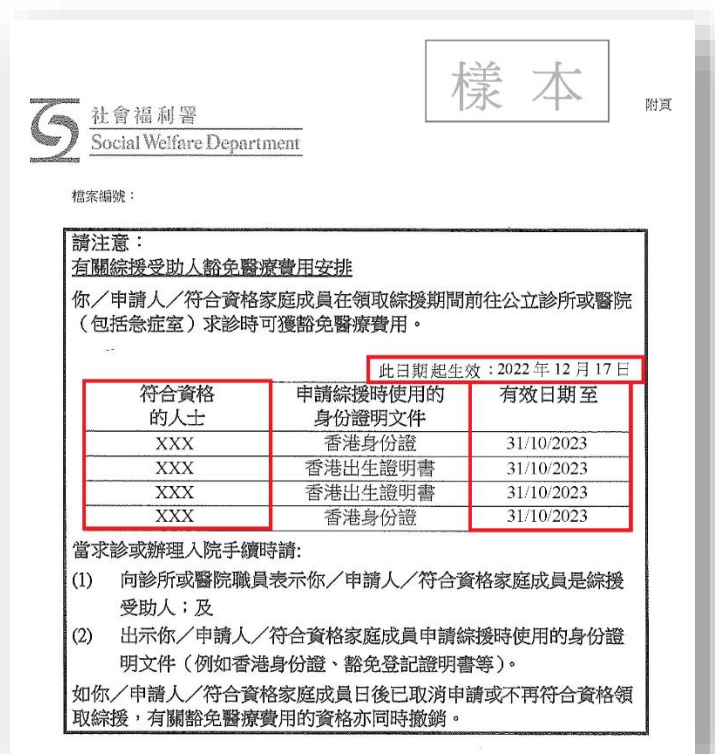 樣本
附頁
社會福利署
Social Welfare Department
檔案編號：
請注意：
有關綜援受助人豁免醫療費用安排
你／申請人／符合資格家庭成員在領取綜援期間前往公立診所或醫院
（包括急症室）求診時可獲豁免醫療費用。
此日期起生效：2022 年 12 月 17 日
符合資格 申請綜援時使用的 有效日期至
的人士 身份證明文件
XXX 香港身份證 31/10/2023
XXX 香港出生證明書 31/10/2023
XXX 香港出生證明書 31/10/2023
XXX 香港身份證 31/10/2023
當求診或辦理入院手續時請:
(1) 向診所或醫院職員表示你／申請人／符合資格家庭成員是綜援
受助人；及
(2) 出示你／申請人／符合資格家庭成員申請綜援時使用的身份證
明文件（例如香港身份證、豁免登記證明書等）。
如你／申請人／符合資格家庭成員日後已取消申請或不再符合資格領
取綜援，有關豁免醫療費用的資格亦同時撤銷。